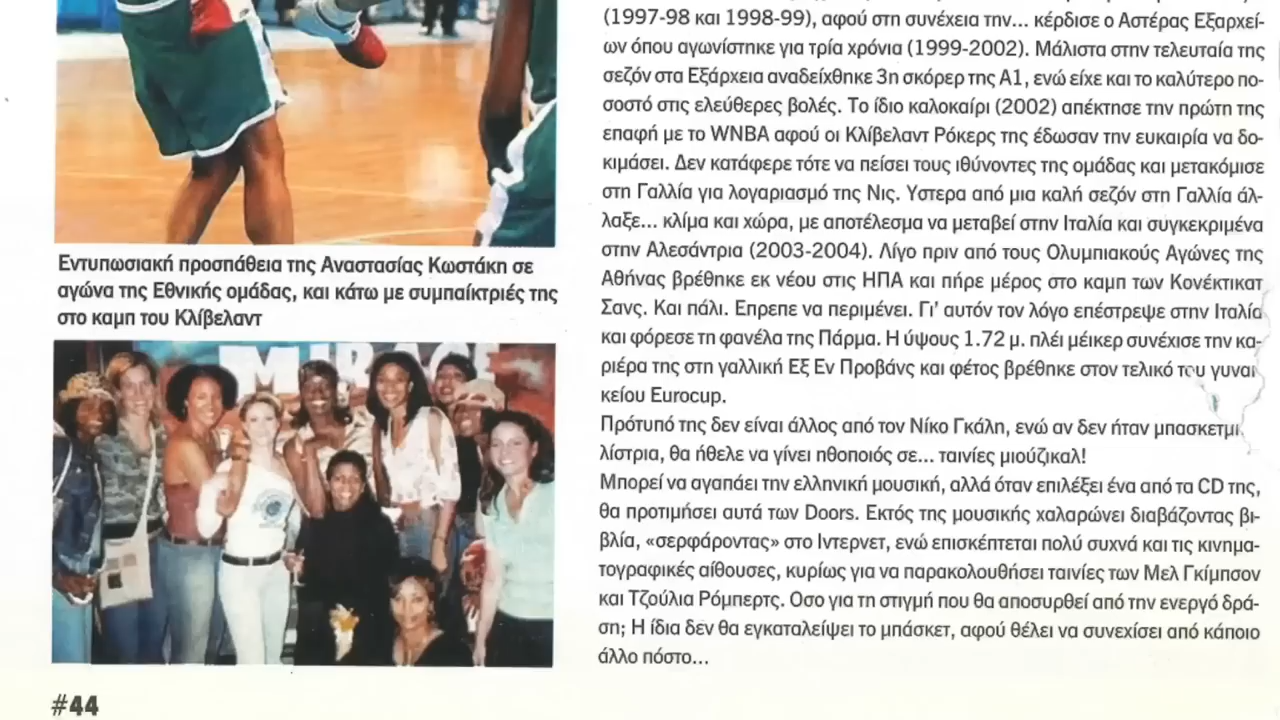 Εντυπωσιακή προσπάθεια της Αναστασίας Κωστάκη σε
αγώνα της Εθνικής ομάδας, και κάτω με συμπαίκτριές της
στο καμπ του Κλίβελαντ
MIRAGE
#44
(1997-98 και 1998-99), αφού στη συνέχεια την... κέρδισε ο Αστέρας Εξαρχεί-
ων όπου αγωνίστηκε για τρία χρόνια (1999-2002). Μάλιστα στην τελευταία της
σεζόν στα Εξάρχεια αναδείχθηκε 3η σκόρερ της Α1, ενώ είχε και το καλύτερο πο-
σοστό στις ελεύθερες βολές. Το ίδιο καλοκαίρι (2002) απέκτησε την πρώτη της
επαφή με το WNBA αφού οι Κλίβελαντ Ρόκερς της έδωσαν την ευκαιρία να δο-
κιμάσει. Δεν κατάφερε τότε να πείσει τους ιθύνοντες της ομάδας και μετακόμισε
στη Γαλλία για λογαριασμό της Νις. Υστερα από μια καλή σεζόν στη Γαλλία άλ-
λαξε... κλίμα και χώρα, με αποτέλεσμα να μεταβεί στην Ιταλία και συγκεκριμένα
στην Αλεσάντρια (2003-2004). Λίγο πριν από τους Ολυμπιακούς Αγώνες της
Αθήνας βρέθηκε εκ νέου στις ΗΠΑ και πήρε μέρος στο καμπ των Κονέκτικατ
Σανς. Και πάλι. Επρεπε να περιμένει. Γι' αυτόν τον λόγο επέστρεψε στην Ιταλία
και φόρεσε τη φανέλα της Πάρμα. Η ύψους 1.72 μ. πλέι μέικερ συνέχισε την κα-
ριέρα της στη γαλλική Εξ Εν Προβάνς και φέτος βρέθηκε στον τελικό του γυναι
κείου Eurocup.
Πρότυπό της δεν είναι άλλος από τον Νίκο Γκάλη, ενώ αν δεν ήταν μπασκετμι
λίστρια, θα ήθελε να γίνει ηθοποιός σε... ταινίες μιούζικαλ!
Μπορεί να αγαπάει την ελληνική μουσική, αλλά όταν επιλέξει ένα από τα CD της,
θα προτιμήσει αυτά των Doors. Εκτός της μουσικής χαλαρώνει διαβάζοντας βι-
βλία, «σερφάροντας» στο Ιντερνετ, ενώ επισκέπτεται πολύ συχνά και τις κινημα-
τογραφικές αίθουσες, κυρίως για να παρακολουθήσει ταινίες των Μελ Γκίμπσον
και Τζούλια Ρόμπερτς. Οσο για τη στιγμή που θα αποσυρθεί από την ενεργό δρά-
ση; Η ίδια δεν θα εγκαταλείψει το μπάσκετ, αφού θέλει να συνεχίσει από κάποιο
άλλο πόστο...